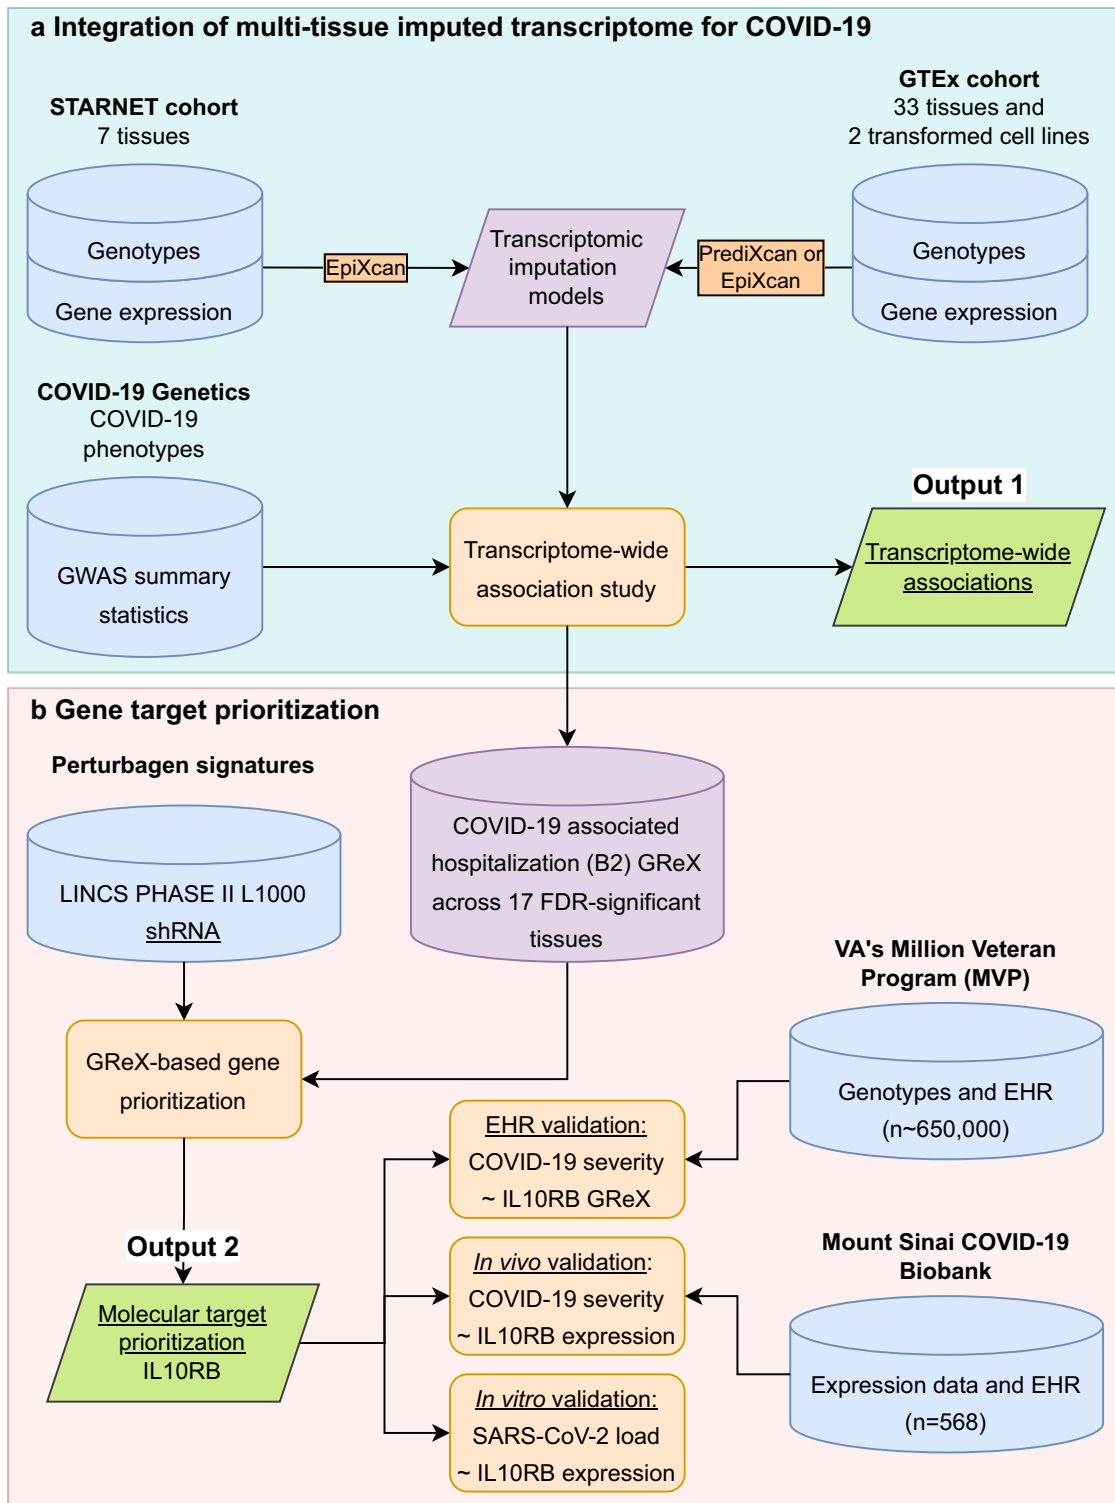 a Integration of multi-tissue imputed transcriptome for COVID-19
STARNET cohort
7 tissues
Genotypes
Gene expression
EpiXcan
Transcriptomic
imputation
models
PrediXcan or
EpiXcan
GTEx cohort
33 tissues and
2 transformed cell lines
Genotypes
Gene expression
COVID-19 Genetics
COVID-19
phenotypes
GWAS summary
statistics
Transcriptome-wide
association study
Output 1
Transcriptome-wide
associations
b Gene target prioritization
Perturbagen signatures
LINCS PHASE II L1000
shRNA
COVID-19 associated
hospitalization (B2) GReX
across 17 FDR-significant
tissues
GReX-based gene
prioritization
Output 2
Molecular target
prioritization
IL10RB
EHR validation:
COVID-19 severity
~ IL10RB GReX
In vivo validation:
COVID-19 severity
~ IL10RB expression
In vitro validation:
SARS-CoV-2 load
~ IL10RB expression
VA's Million Veteran
Program (MVP)
Genotypes and EHR
(n~650,000)
Mount Sinai COVID-19
Biobank
Expression data and EHR
(n=568)